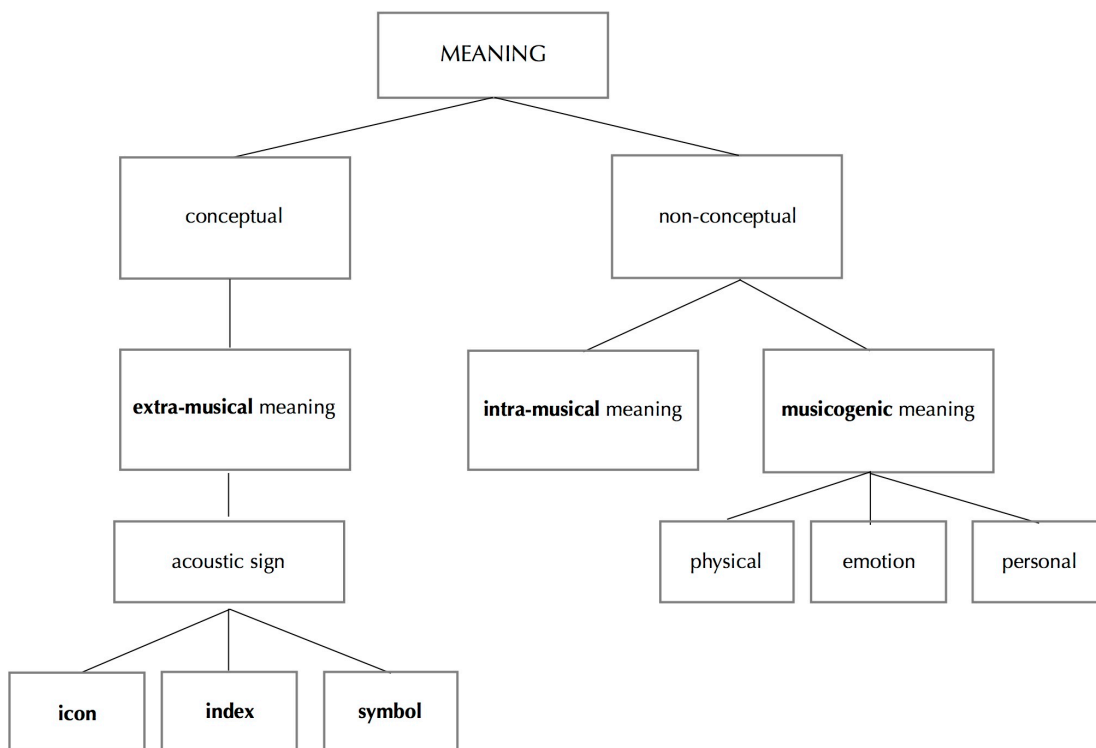 MEANING
conceptual
non-conceptual
extra-musical meaning
intra-musical meaning
musicogenic meaning
physical
emotion
personal
acoustic sign
icon
index
symbol